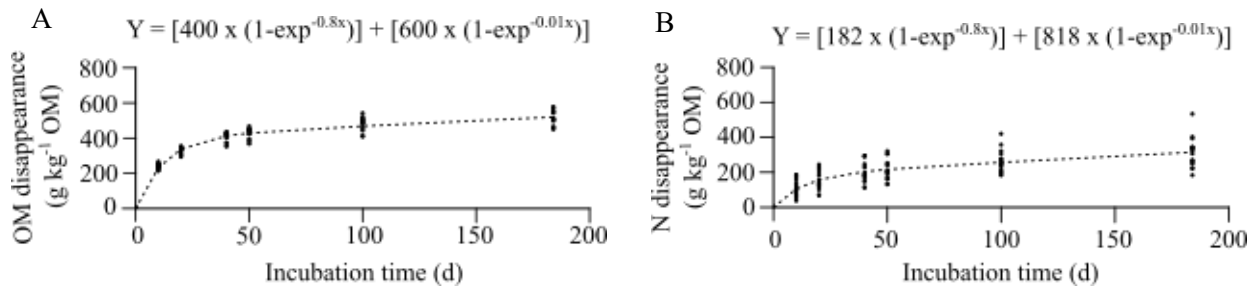 A
Y = [400 x (1-exp⁻⁰·⁸ˣ)] + [600 x (1-exp⁻⁰·⁰¹ˣ)]
OM disappearance
(g kg⁻¹ OM)
800
600
400
200
0
0 50 100 150 200
Incubation time (d)
B
Y = [182 x (1-exp⁻⁰·⁸ˣ)] + [818 x (1-exp⁻⁰·⁰¹ˣ)]
N disappearance
(g kg⁻¹ OM)
800
600
400
200
0
0 50 100 150 200
Incubation time (d)